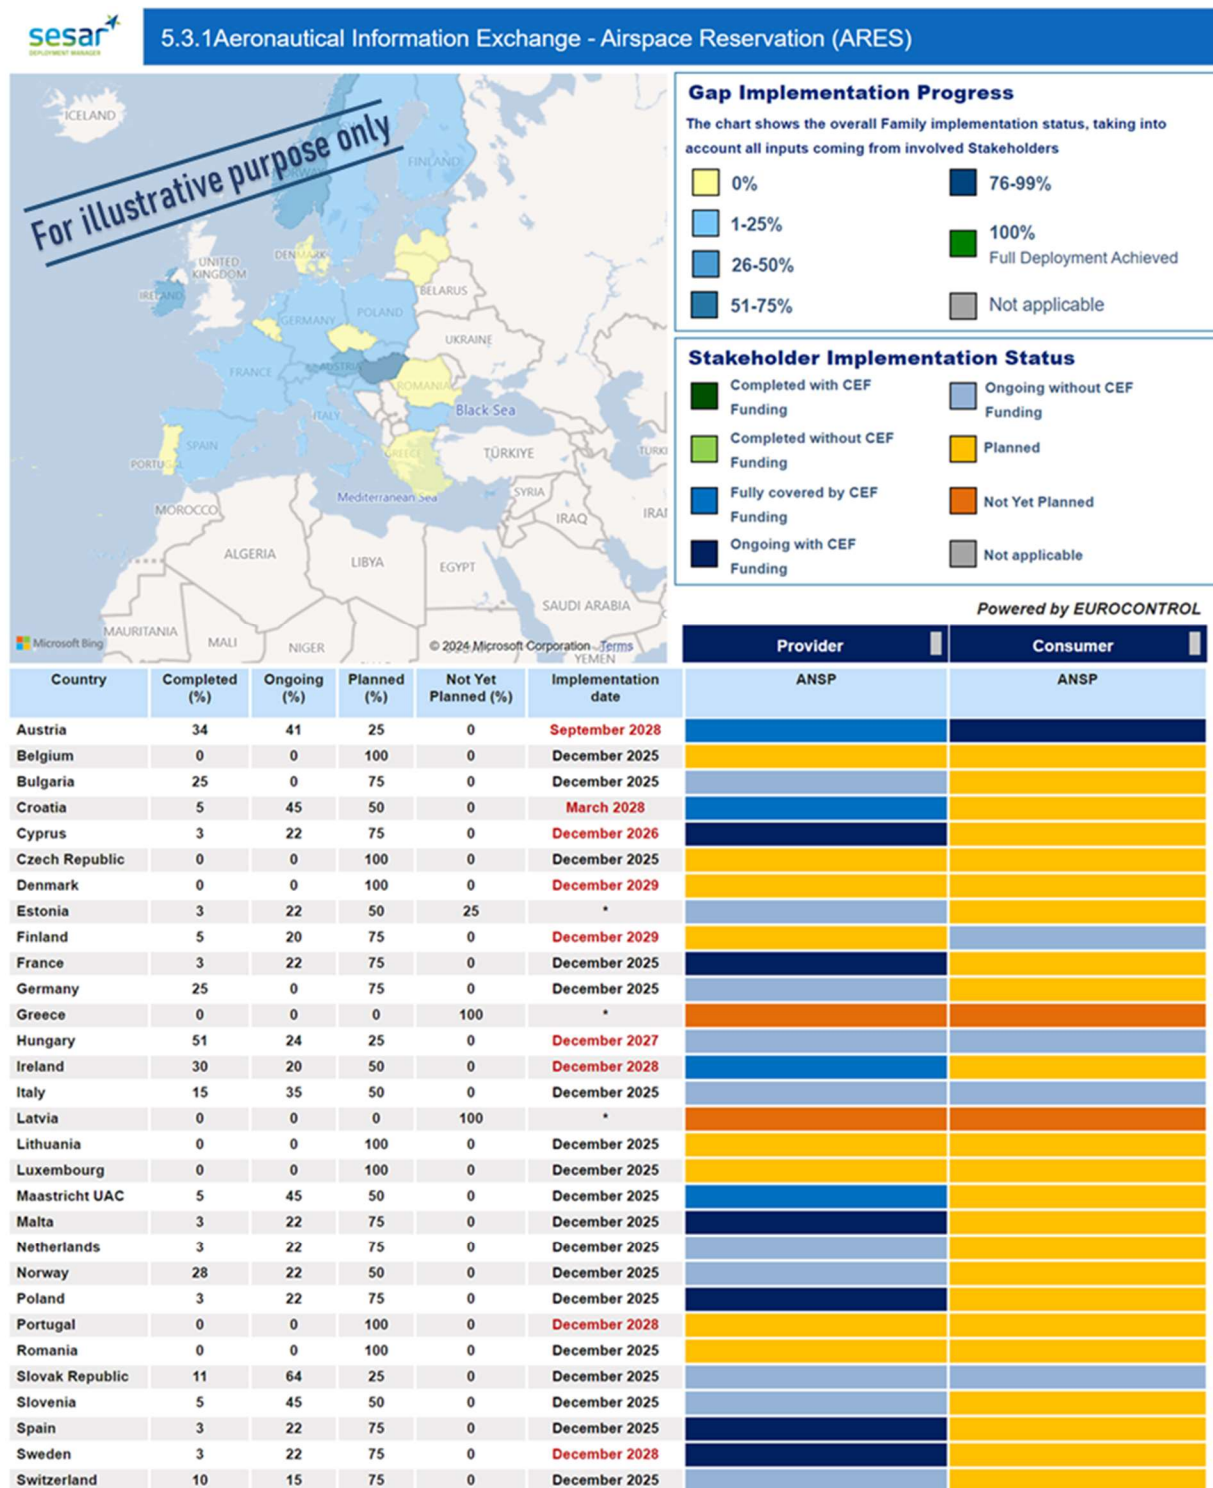 sesar
DEPLOYMENT MANAGER
5.3.1Aeronautical Information Exchange - Airspace Reservation (ARES)
For illustrative purpose only
ICELAND
NORWAY
FINLAND
UNITED
KINGDOM
DENMARK
IRELAND
BELARUS
GERMANY
POLAND
UKRAINE
FRANCE
AUSTRIA
ROMANIA
ITALY
Black Sea
PORTUGAL
SPAIN
GREECE
TÜRKIYE
Mediterranean Sea
SYRIA
MOROCCO
IRAQ
ALGERIA
LIBYA
EGYPT
SAUDI ARABIA
MAURITANIA
MALI
NIGER
YEMEN
Microsoft Bing
© 2024 Microsoft Corporation Terms
Gap Implementation Progress
The chart shows the overall Family implementation status, taking into
account all inputs coming from involved Stakeholders
0%
76-99%
1-25%
100%
Full Deployment Achieved
26-50%
51-75%
Not applicable
Stakeholder Implementation Status
Completed with CEF
Funding
Ongoing without CEF
Funding
Completed without CEF
Funding
Planned
Fully covered by CEF
Funding
Not Yet Planned
Ongoing with CEF
Funding
Not applicable
Powered by EUROCONTROL
Provider Consumer
Country Completed (%) Ongoing (%) Planned (%) Not Yet Planned (%) Implementation date ANSP ANSP
Austria 34 41 25 0 September 2028
Belgium 0 0 100 0 December 2025
Bulgaria 25 0 75 0 December 2025
Croatia 5 45 50 0 March 2028
Cyprus 3 22 75 0 December 2026
Czech Republic 0 0 100 0 December 2025
Denmark 0 0 100 0 December 2029
Estonia 3 22 50 25 *
Finland 5 20 75 0 December 2029
France 3 22 75 0 December 2025
Germany 25 0 75 0 December 2025
Greece 0 0 0 100 *
Hungary 51 24 25 0 December 2027
Ireland 30 20 50 0 December 2028
Italy 15 35 50 0 December 2025
Latvia 0 0 0 100 *
Lithuania 0 0 100 0 December 2025
Luxembourg 0 0 100 0 December 2025
Maastricht UAC 5 45 50 0 December 2025
Malta 3 22 75 0 December 2025
Netherlands 3 22 75 0 December 2025
Norway 28 22 50 0 December 2025
Poland 3 22 75 0 December 2025
Portugal 0 0 100 0 December 2028
Romania 0 0 100 0 December 2025
Slovak Republic 11 64 25 0 December 2025
Slovenia 5 45 50 0 December 2025
Spain 3 22 75 0 December 2025
Sweden 3 22 75 0 December 2028
Switzerland 10 15 75 0 December 2025